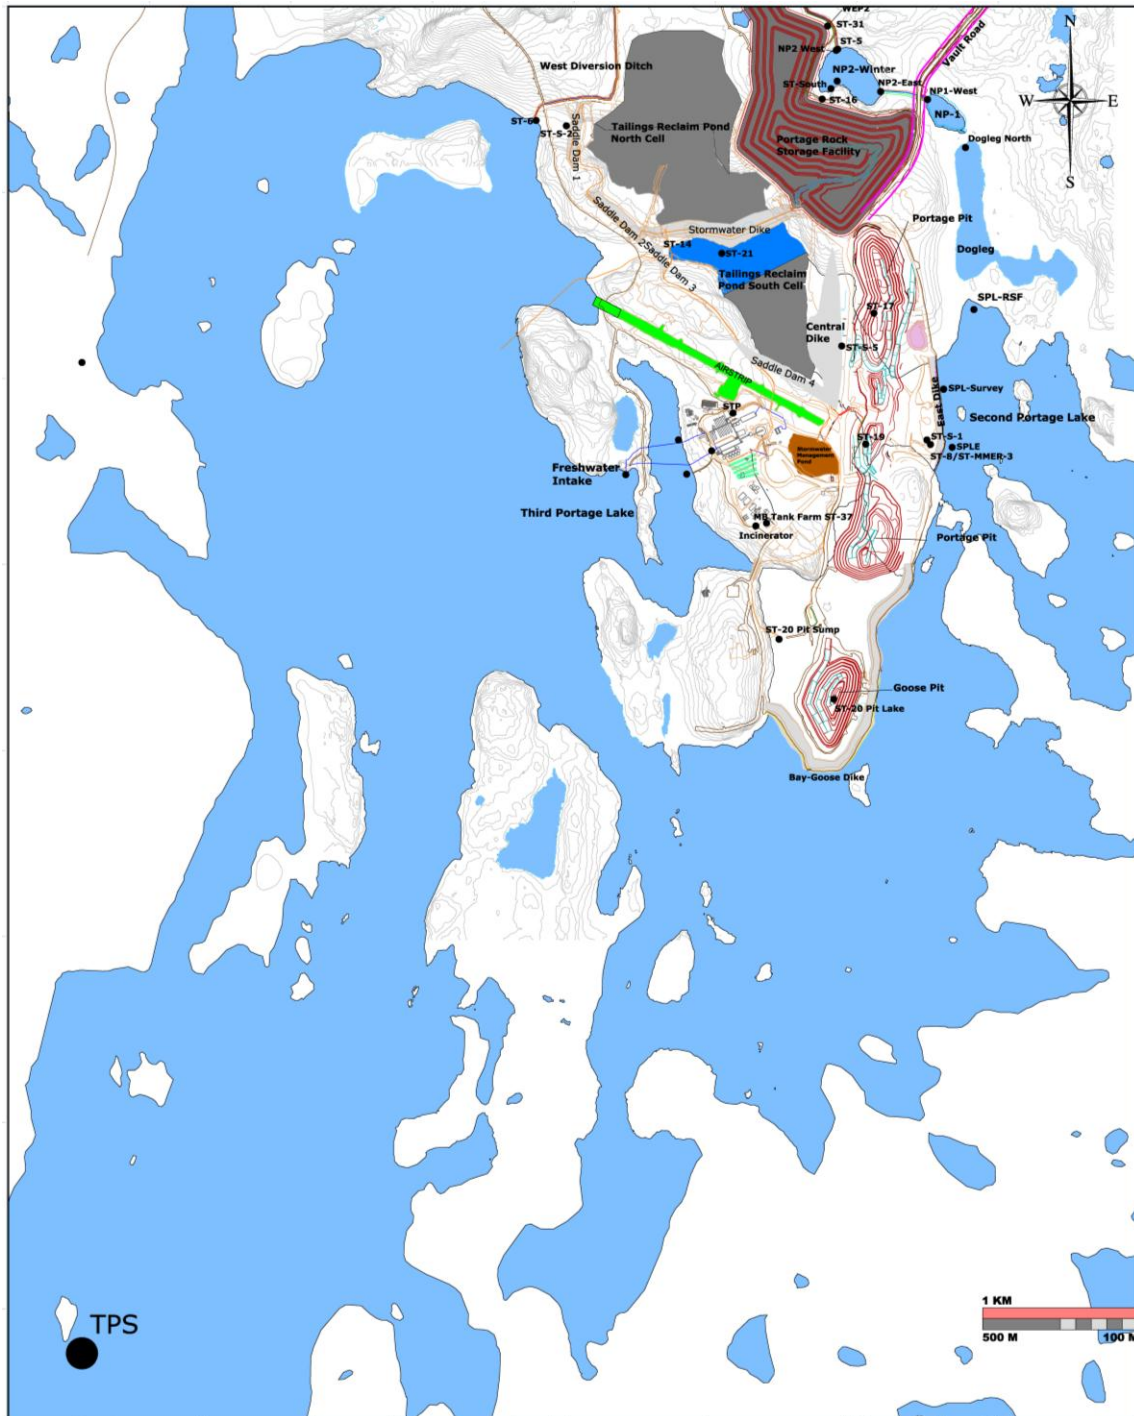 WEP2
ST-31
ST-5
NP2 West
Vault Road
N
West Diversion Ditch
NP2-Winter
ST-South
NP2-East
NP1-West
ST-16
W
E
NP-1
ST-6
ST-S-2
Saddle Dam 1
Tailings Reclaim Pond
North Cell
Portage Rock
Storage Facility
Dogleg North
S
Portage Pit
Saddle Dam 2
Stormwater Dike
ST-14
Saddle Dam 3
ST-21
Dogleg
Tailings Reclaim
Pond South Cell
SPL-RSF
ST-17
Central
Dike
ST-S-5
AIRSTRIP
Saddle Dam 4
East Dike
SPL-Survey
STP
Second Portage Lake
ST-19
ST-S-1
SPLE
ST-8/ST-MMER-3
Stormwater
Management
Pond
Freshwater
Intake
Third Portage Lake
MB Tank Farm ST-37
Incinerator
Portage Pit
ST-20 Pit Sump
Goose Pit
ST-20 Pit Lake
Bay-Goose Dike
1 KM
500 M
100 M
TPS